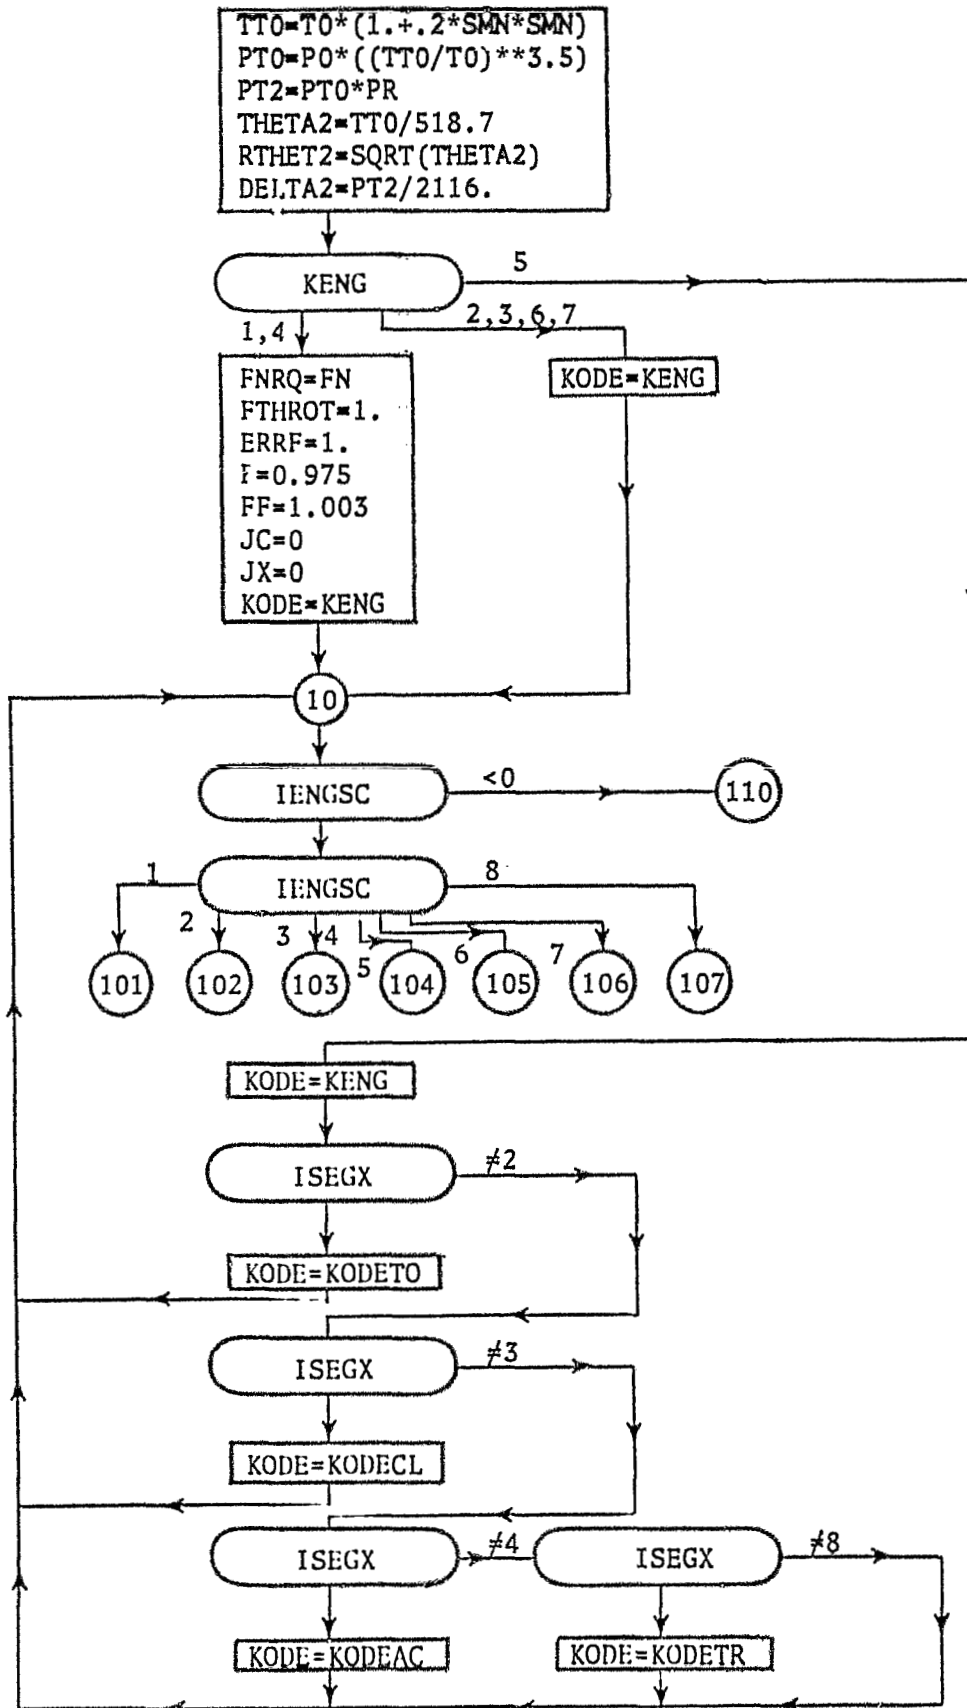 TT0=T0*(1.+.2*SMN*SMN)
PT0=P0*((TT0/T0)**3.5)
PT2=PT0*PR
THETA2=TT0/518.7
RTHET2=SQRT(THETA2)
DELTA2=PT2/2116.
KENG
5
1,4
2,3,6,7
FNRQ=FN
FTHROT=1.
ERRF=1.
F=0.975
FF=1.003
JC=0
JX=0
KODE=KENG
KODE=KENG
10
IENGSC
<0
110
IENGSC
1
2
3
4
5
6
7
8
101
102
103
104
105
106
107
KODE=KENG
ISEGX
≠2
KODE=KODETO
ISEGX
≠3
KODE=KODECL
ISEGX
≠4
ISEGX
≠8
KODE=KODEAC
KODE=KODETR